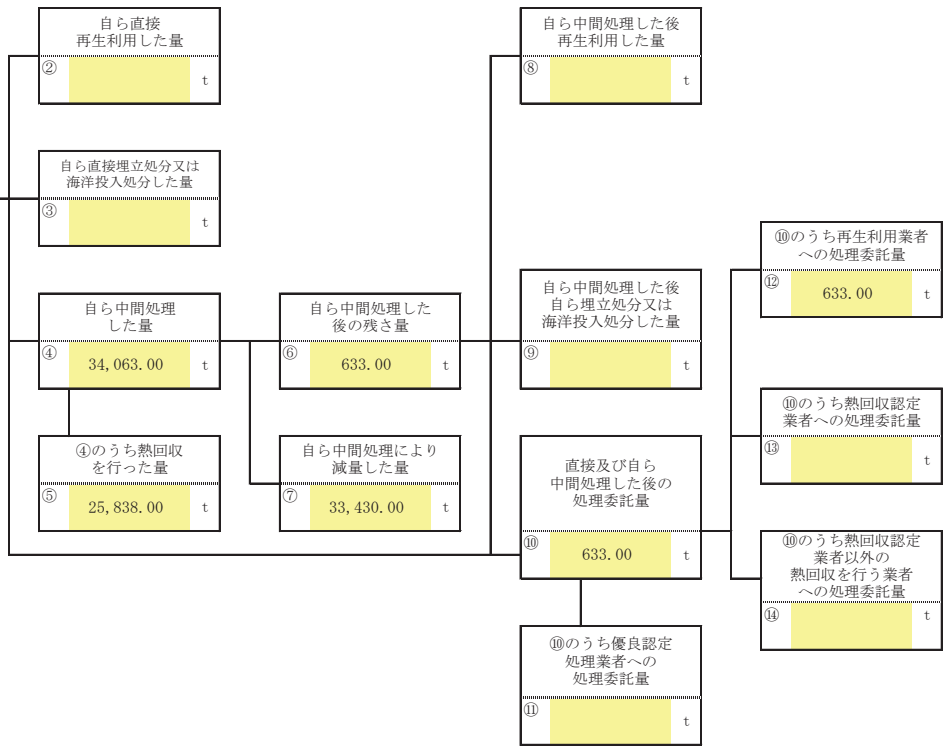 自ら直接
再生利用した量
②
t
自ら直接埋立処分又は
海洋投入処分した量
③
t
自ら中間処理
した量
④
34,063.00
t
④のうち熱回収
を行った量
⑤
25,838.00
t
自ら中間処理した
後の残さ量
⑥
633.00
t
自ら中間処理により
減量した量
⑦
33,430.00
t
自ら中間処理した後
再生利用した量
⑧
t
自ら中間処理した後
自ら埋立処分又は
海洋投入処分した量
⑨
t
直接及び自ら
中間処理した後の
処理委託量
⑩
633.00
t
⑩のうち優良認定
処理業者への
処理委託量
⑪
t
⑩のうち再生利用業者
への処理委託量
⑫
633.00
t
⑩のうち熱回収認定
業者への処理委託量
⑬
t
⑩のうち熱回収認定
業者以外の
熱回収を行う業者
への処理委託量
⑭
t